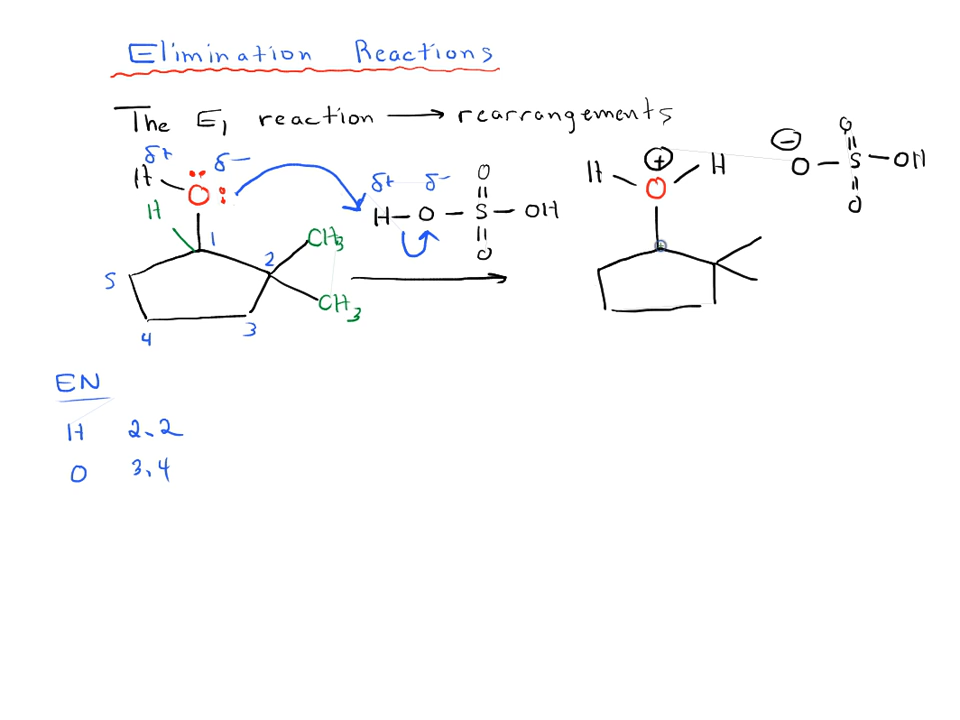 Elimination Reactions
The E1 reaction → rearrangements
δ+ δ-
H O :
H
1
2
CH3
CH3
3
4
5
δ+ δ-
H-O-S-OH
O
O
H ⊕ H
O
⊖
O-S-OH
O
O
EN
H 2.2
O 3.4